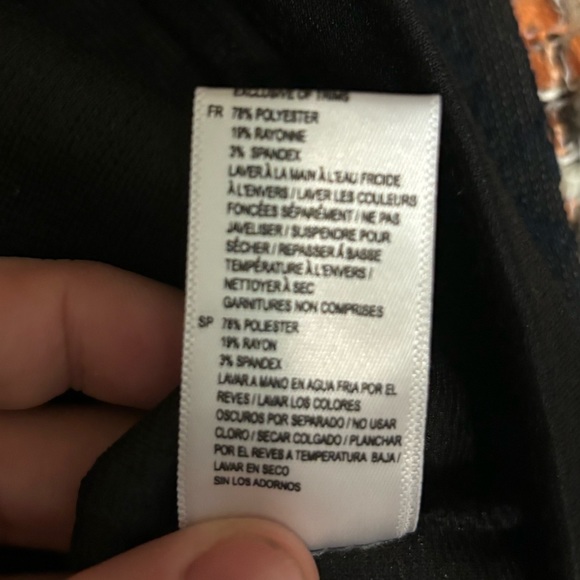 EXCLUSIVE OF TRIMS
FR 78% POLYESTER
19% RAYONNE
3% SPANDEX
LAVER À LA MAIN À L'EAU FROIDE
À L'ENVERS / LAVER LES COULEURS
FONCÉES SÉPARÉMENT / NE PAS
JAVELISER / SUSPENDRE POUR
SÉCHER / REPASSER À BASSE
TEMPÉRATURE À L'ENVERS /
NETTOYER À SEC
GARNITURES NON COMPRISES
SP 78% POLIESTER
19% RAYON
3% SPANDEX
LAVAR A MANO EN AGUA FRIA POR EL
REVES / LAVAR LOS COLORES
OSCUROS POR SEPARADO / NO USAR
CLORO / SECAR COLGADO / PLANCHAR
POR EL REVES A TEMPERATURA BAJA /
LAVAR EN SECO
SIN LOS ADORNOS